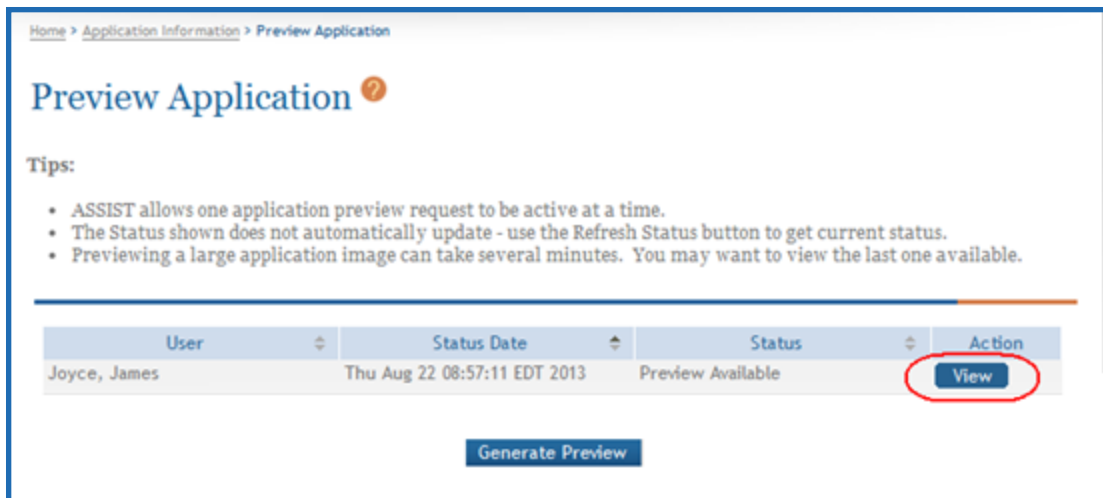 Home > Application Information > Preview Application
Preview Application ?
Tips:
• ASSIST allows one application preview request to be active at a time.
• The Status shown does not automatically update - use the Refresh Status button to get current status.
• Previewing a large application image can take several minutes. You may want to view the last one available.
User Status Date Status Action
Joyce, James Thu Aug 22 08:57:11 EDT 2013 Preview Available View
Generate Preview